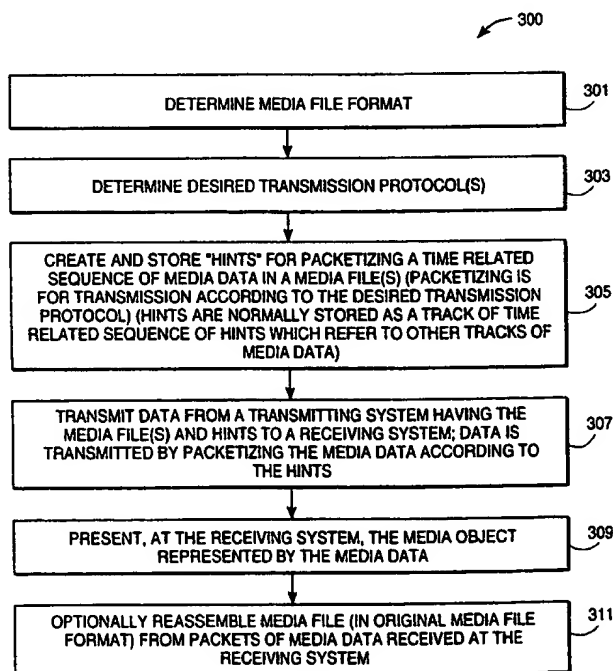 300
DETERMINE MEDIA FILE FORMAT
301
DETERMINE DESIRED TRANSMISSION PROTOCOL(S)
303
CREATE AND STORE "HINTS" FOR PACKETIZING A TIME RELATED
SEQUENCE OF MEDIA DATA IN A MEDIA FILE(S) (PACKETIZING IS
FOR TRANSMISSION ACCORDING TO THE DESIRED TRANSMISSION
PROTOCOL) (HINTS ARE NORMALLY STORED AS A TRACK OF TIME
RELATED SEQUENCE OF HINTS WHICH REFER TO OTHER TRACKS OF
MEDIA DATA)
305
TRANSMIT DATA FROM A TRANSMITTING SYSTEM HAVING THE
MEDIA FILE(S) AND HINTS TO A RECEIVING SYSTEM; DATA IS
TRANSMITTED BY PACKETIZING THE MEDIA DATA ACCORDING TO
THE HINTS
307
PRESENT, AT THE RECEIVING SYSTEM, THE MEDIA OBJECT
REPRESENTED BY THE MEDIA DATA
309
OPTIONALLY REASSEMBLE MEDIA FILE (IN ORIGINAL MEDIA FILE
FORMAT) FROM PACKETS OF MEDIA DATA RECEIVED AT THE
RECEIVING SYSTEM
311